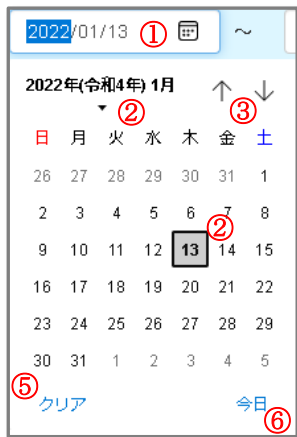 2022/01/13 ① ~
2022年(令和4年) 1月 ↑ ↓
▼ ② ③
日 月 火 水 木 金 土
26 27 28 29 30 31 1
2 3 4 5 6 7 8
②
9 10 11 12 13 14 15
16 17 18 19 20 21 22
23 24 25 26 27 28 29
30 31 1 2 3 4 5
⑤
クリア 今日
⑥